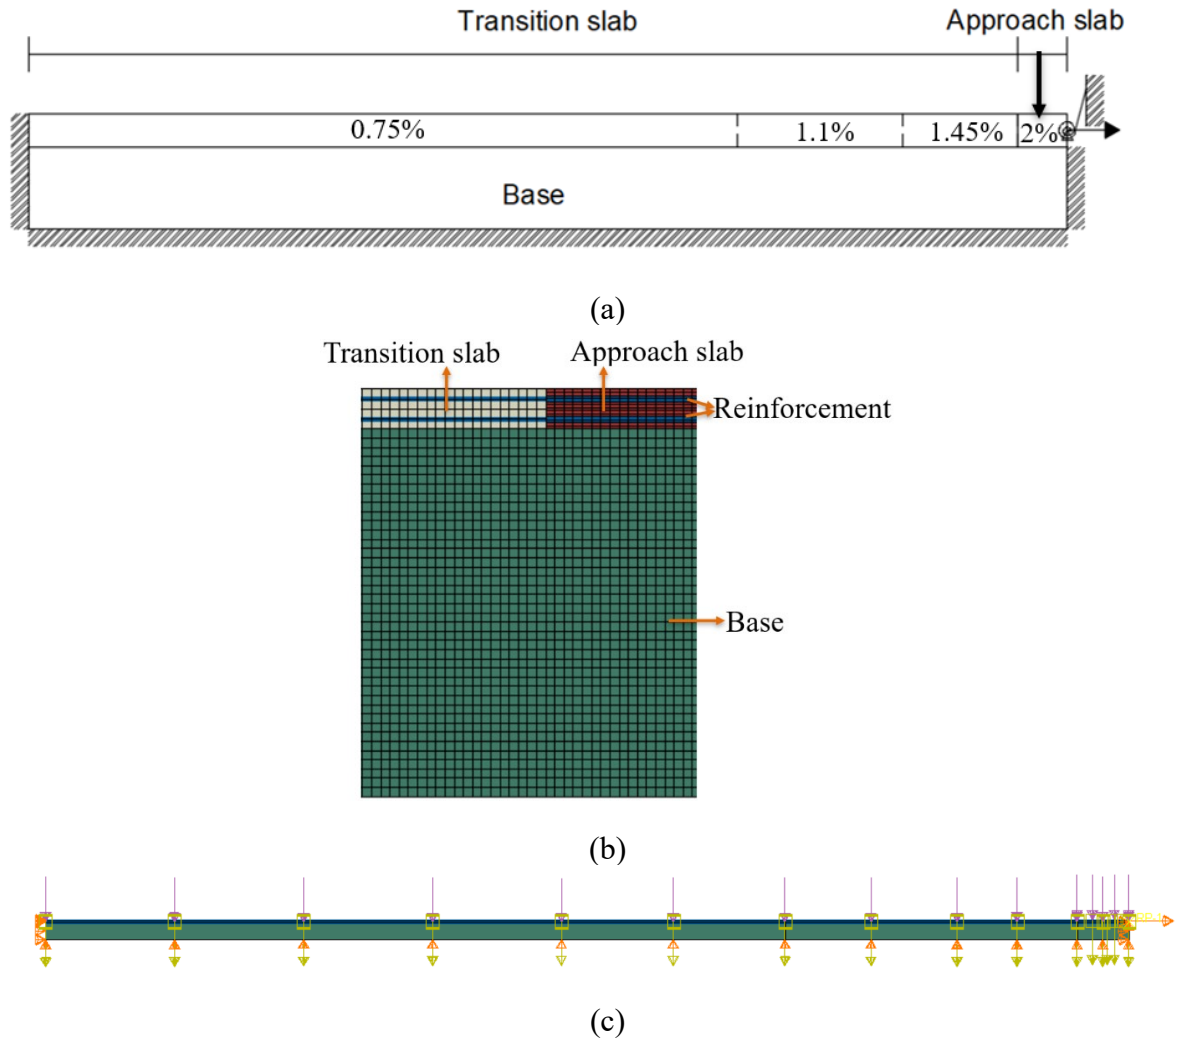 Transition slab Approach slab
0.75% 1.1% 1.45% 2%
Base
(a)
Transition slab Approach slab
Reinforcement
Base
(b)
(c)